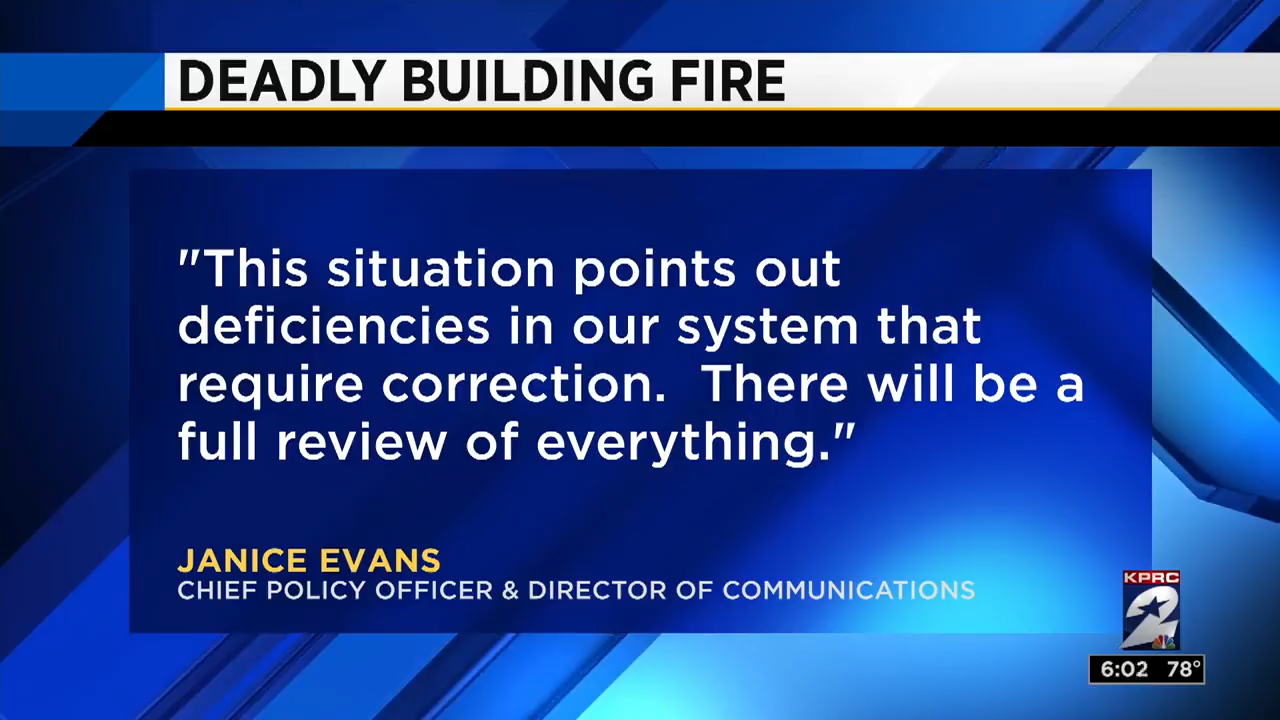 DEADLY BUILDING FIRE
"This situation points out
deficiencies in our system that
require correction.  There will be a
full review of everything."
JANICE EVANS
CHIEF POLICY OFFICER & DIRECTOR OF COMMUNICATIONS
KPRC
2
6:02 78°